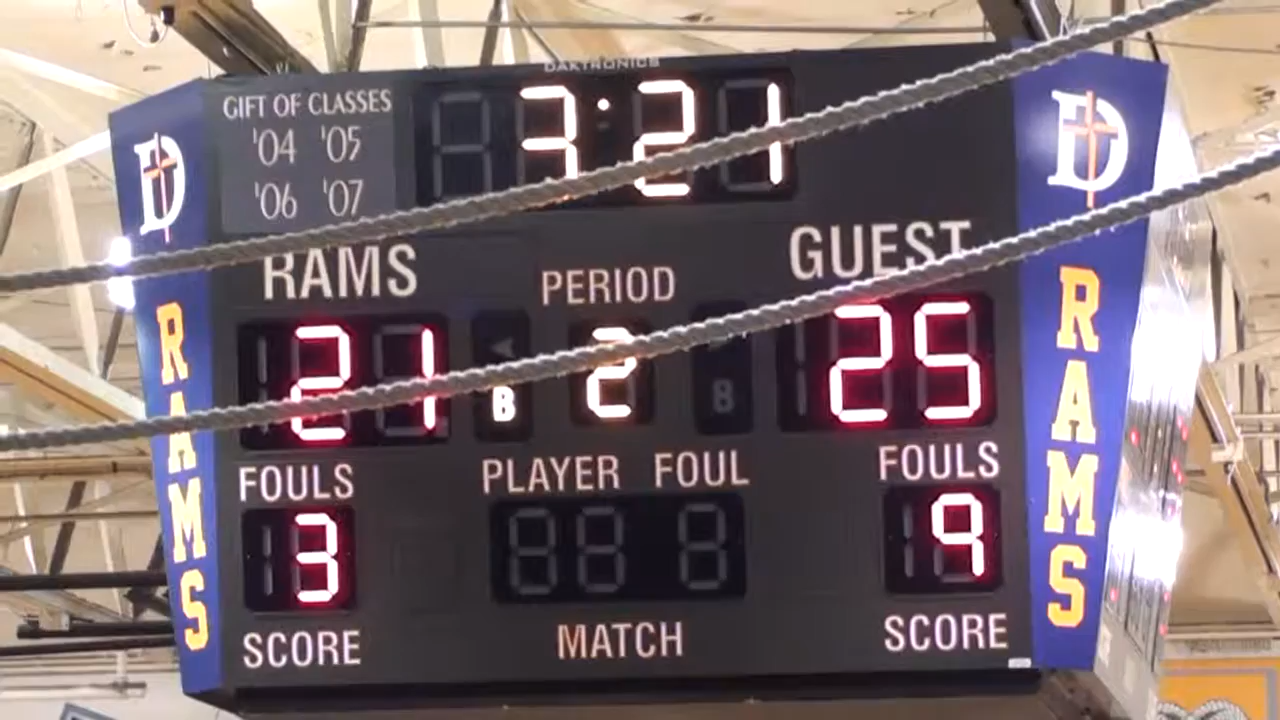 DAKTRONICS
GIFT OF CLASSES
'04 '05
'06 '07
3:21
D
D
RAMS
PERIOD
GUEST
21
B
2
8
25
RAMS
RAMS
FOULS
PLAYER FOUL
FOULS
3
9
SCORE
MATCH
SCORE